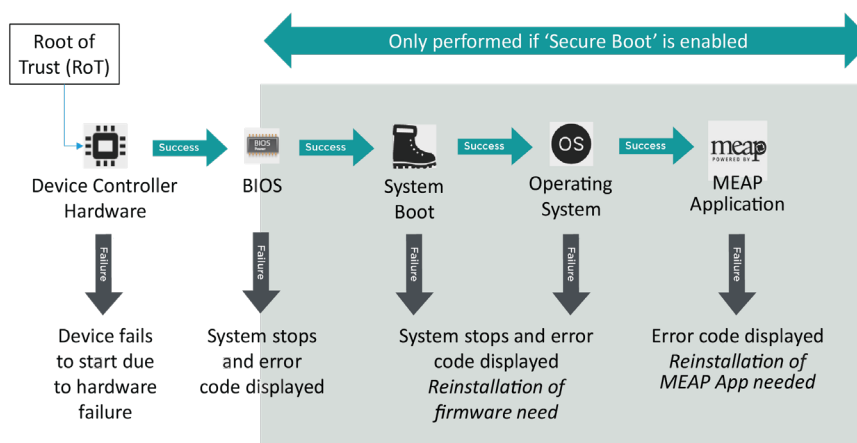 Only performed if ‘Secure Boot’ is enabled
Root of
Trust (RoT)
Success
BIOS
Success
Success
OS
Success
meap
POWERED BY
Device Controller
Hardware
BIOS
System
Boot
Operating
System
MEAP
Application
Failure
Failure
Failure
Failure
Failure
Device fails
to start due
to hardware
failure
System stops
and error
code displayed
System stops and error
code displayed
Reinstallation of
firmware need
Error code displayed
Reinstallation of
MEAP App needed